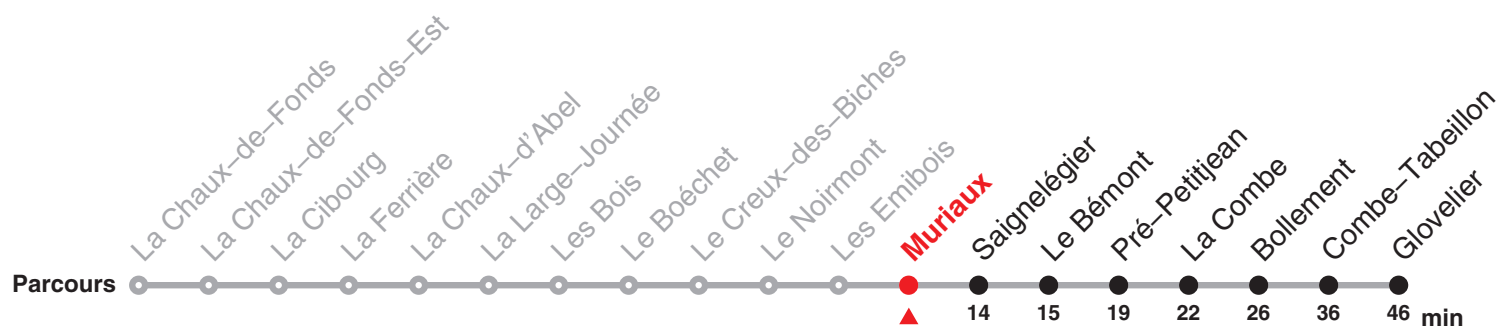 La Chaux–de–Fonds
La Chaux–de–Fonds–Est
La Cibourg
La Ferrière
La Chaux–d'Abel
La Large–Journée
Les Bois
Le Boéchet
Le Creux–des–Biches
Le Noirmont
Les Emibois
Muriaux
Saignelégier
Le Bémont
Pré–Petitjean
La Combe
Bollement
Combe–Tabeillon
Glovelier
Parcours
14 15 19 22 26 36 46 min